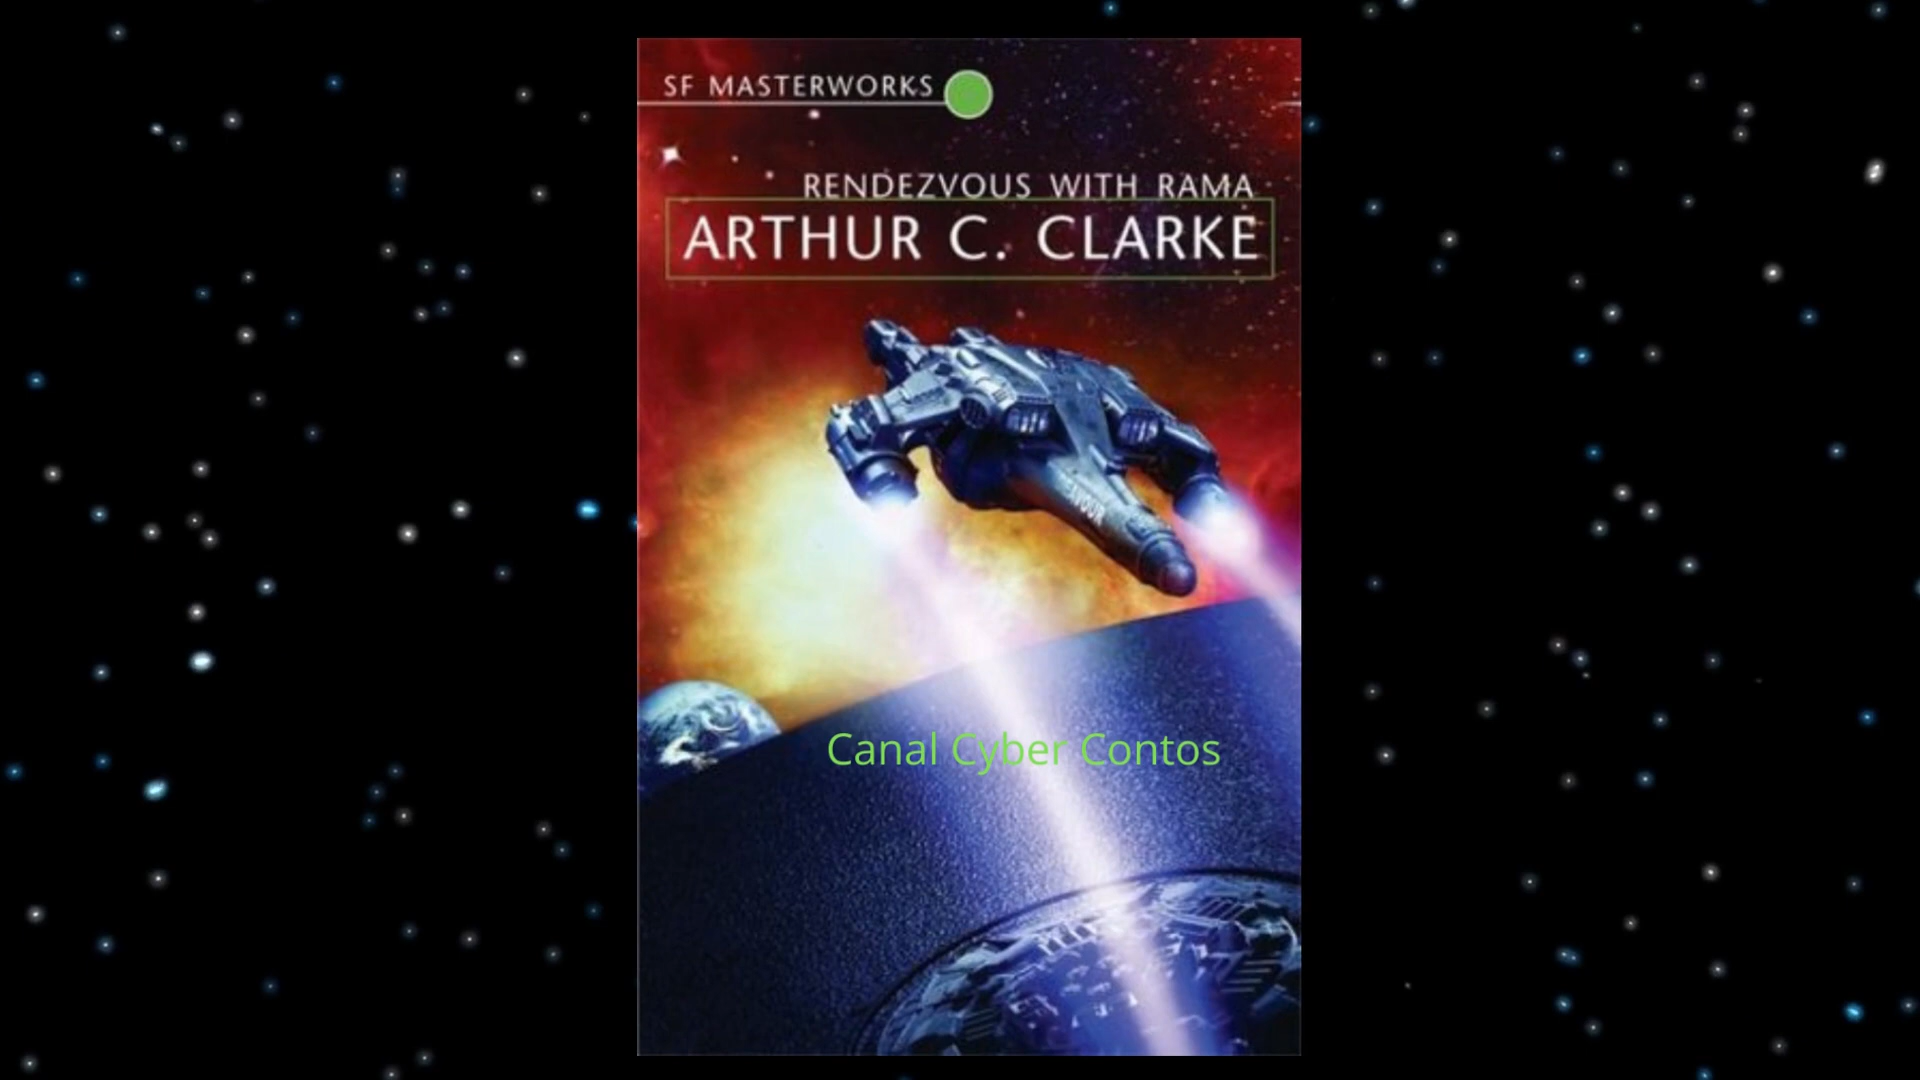 SF MASTERWORKS
RENDEZVOUS WITH RAMA
ARTHUR C. CLARKE
Canal Cyber Contos